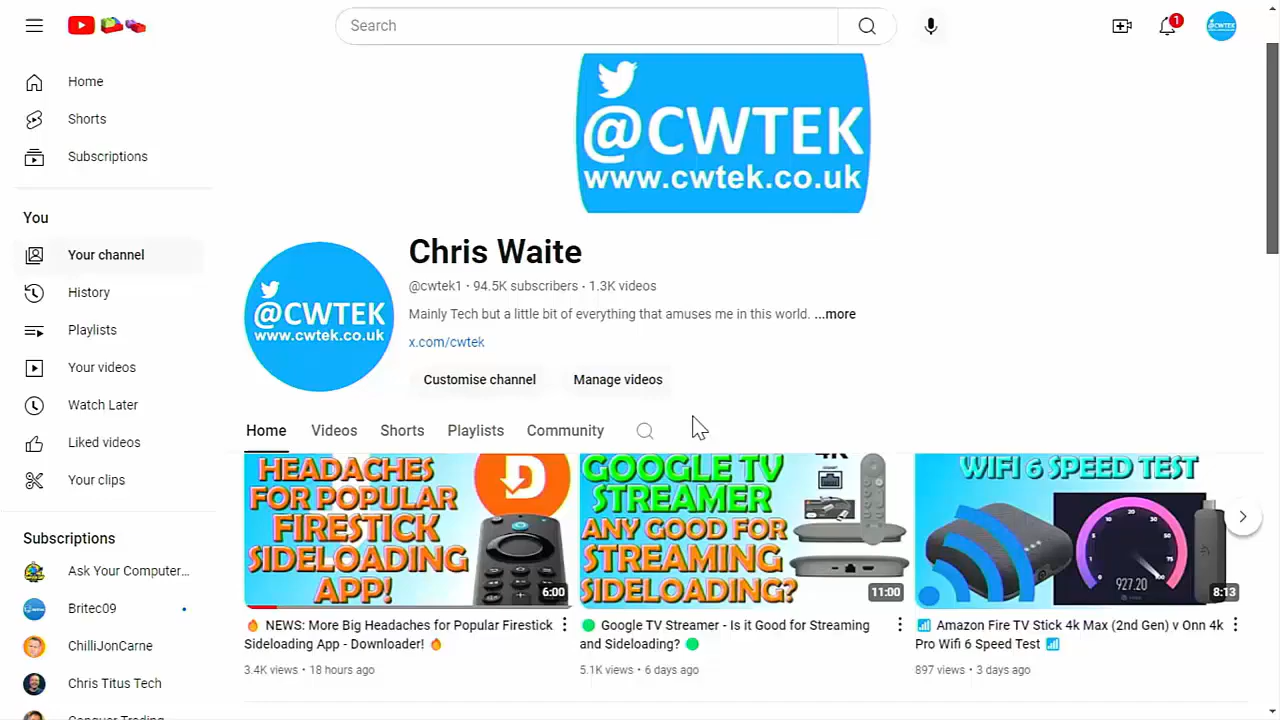 Search
1
@CWTEK
Home
Shorts
Subscriptions
You
Your channel
History
Playlists
Your videos
Watch Later
Liked videos
Your clips
Subscriptions
Ask Your Computer...
Britec09
ChilliJonCarne
Chris Titus Tech
@CWTEK
www.cwtek.co.uk
@CWTEK
www.cwtek.co.uk
Chris Waite
@cwtek1 · 94.5K subscribers · 1.3K videos
Mainly Tech but a little bit of everything that amuses me in this world. ...more
x.com/cwtek
Customise channel Manage videos
Home Videos Shorts Playlists Community
HEADACHES
FOR POPULAR
FIRESTICK
SIDELOADING
APP!
D
6:00
🔥 NEWS: More Big Headaches for Popular Firestick
Sideloading App - Downloader! 🔥
3.4K views · 18 hours ago
GOOGLE TV
STREAMER
ANY GOOD FOR
STREAMING
SIDELOADING?
4K
11:00
🟢 Google TV Streamer - Is it Good for Streaming
and Sideloading? 🟢
5.1K views · 6 days ago
WIFI 6 SPEED TEST
927.20
8:13
📶 Amazon Fire TV Stick 4k Max (2nd Gen) v Onn 4k
Pro Wifi 6 Speed Test 📶
897 views · 3 days ago